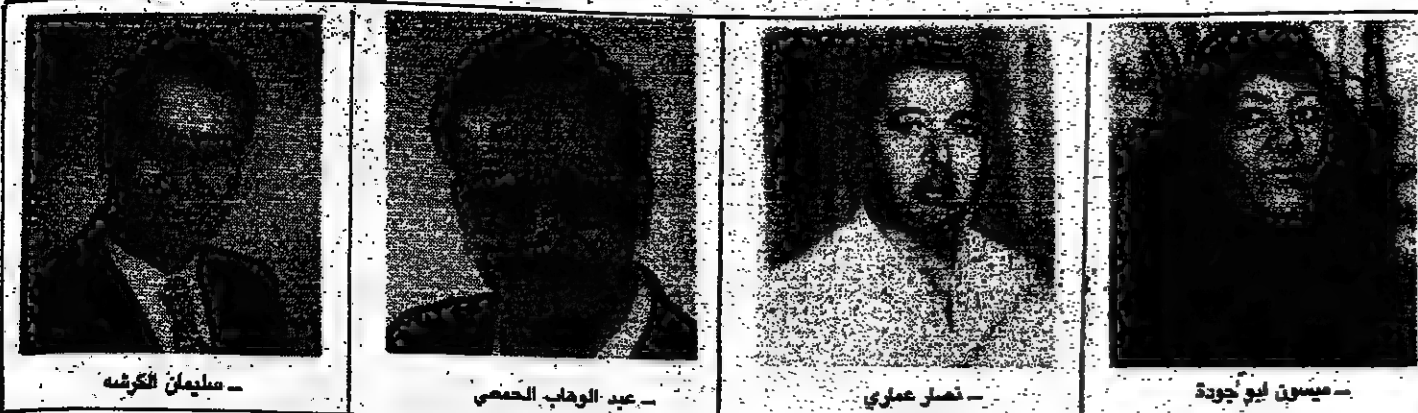 ـ ميسون ابو جودة
ـ نصار عماري
ـ عبد الوهاب الحمصي
ـ سليمان الكرشه